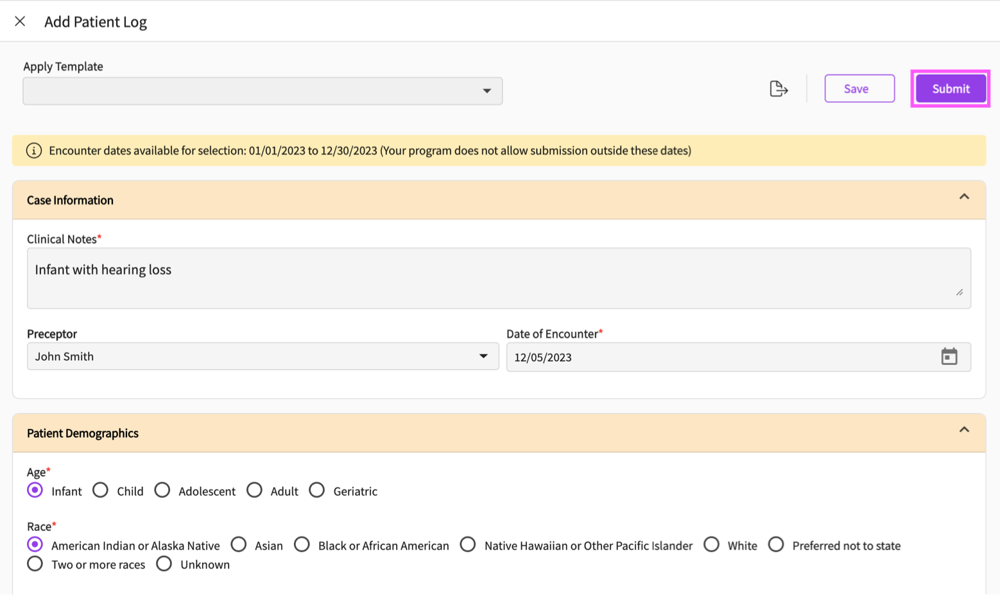 Add Patient Log
Apply Template
Save
Submit
Encounter dates available for selection: 01/01/2023 to 12/30/2023 (Your program does not allow submission outside these dates)
Case Information
Clinical Notes*
Infant with hearing loss
Preceptor
Date of Encounter*
John Smith
12/05/2023
Patient Demographics
Age*
Infant Child Adolescent Adult Geriatric
Race*
American Indian or Alaska Native Asian Black or African American Native Hawaiian or Other Pacific Islander White Preferred not to state
Two or more races Unknown